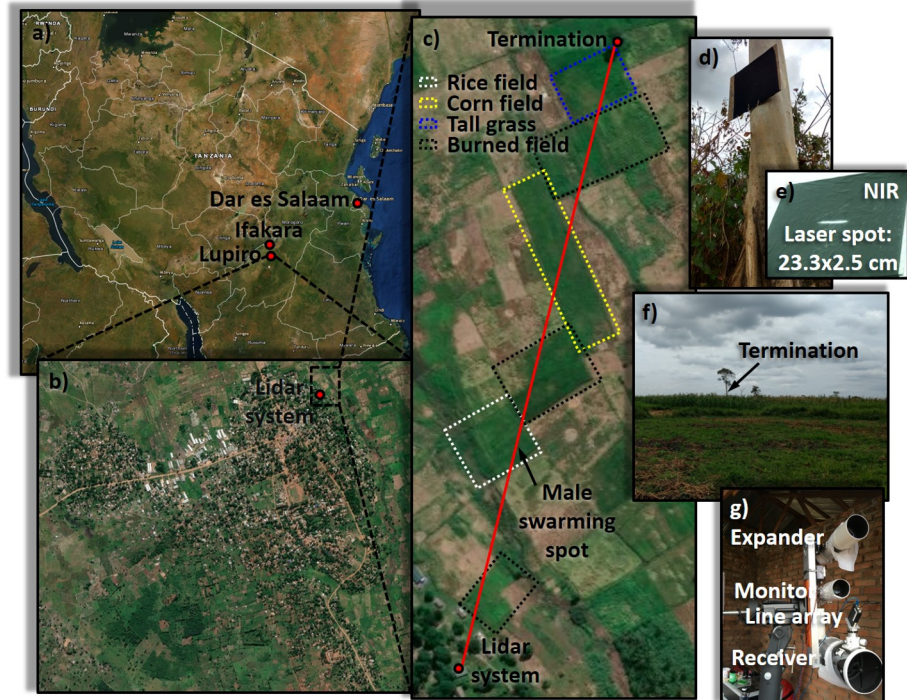 a)
RWANDA
BURUNDI
TANZANIA
Dar es Salaam
Ifakara
Lupiro
b)
Lidar
system
c)
Termination
Rice field
Corn field
Tall grass
Burned field
Male
swarming
spot
Lidar
system
d)
e)
NIR
Laser spot:
23.3x2.5 cm
f)
Termination
g)
Expander
Monitor
Line array
Receiver